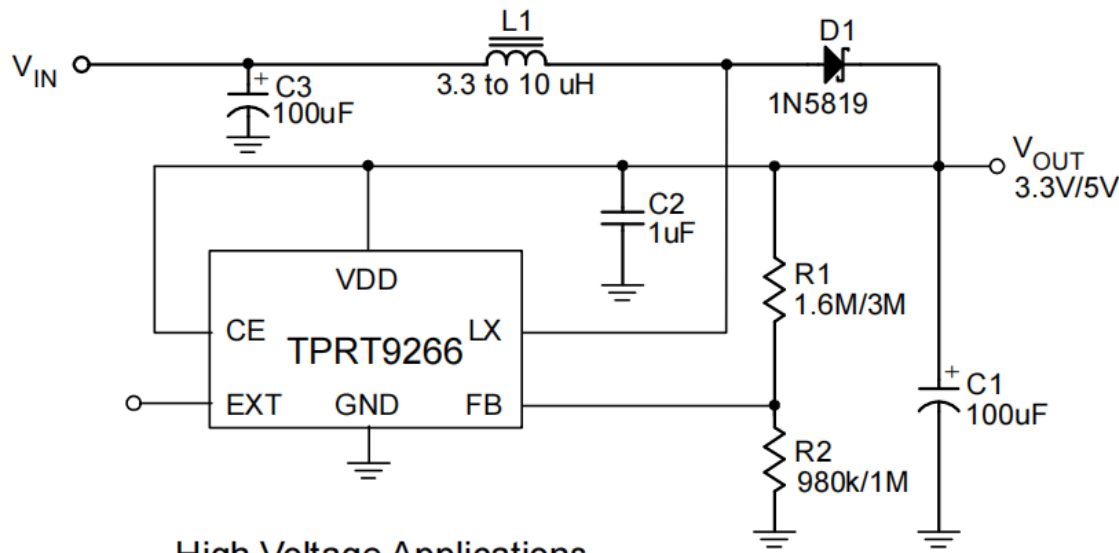 L1
D1
VIN
3.3 to 10 uH
1N5819
+
C3
100uF
VOUT
3.3V/5V
C2
1uF
VDD
R1
1.6M/3M
CE
LX
TPRT9266
EXT
GND
FB
+
C1
100uF
R2
980k/1M
High Voltage Applications